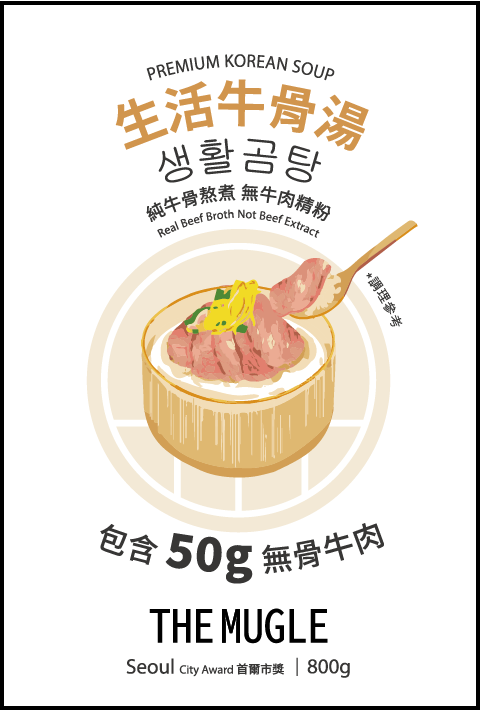 PREMIUM KOREAN SOUP
生活牛骨湯
생활곰탕
純牛骨熬煮 無牛肉精粉
Real Beef Broth Not Beef Extract
*調理參考
包含 50g 無骨牛肉
THE MUGLE
Seoul City Award 首爾市獎 | 800g